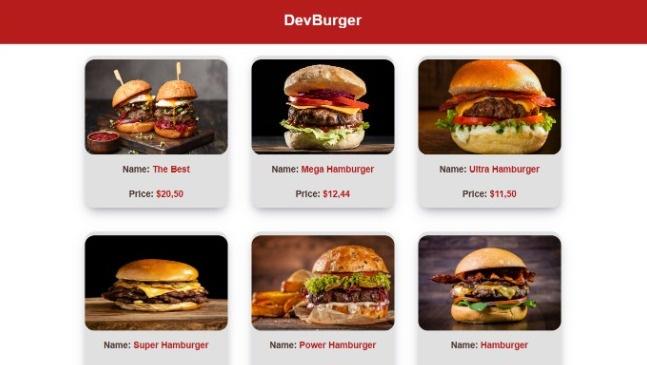 DevBurger
Name: The Best
Price: $20,50
Name: Mega Hamburger
Price: $12,44
Name: Ultra Hamburger
Price: $11,50
Name: Super Hamburger
Name: Power Hamburger
Name: Hamburger